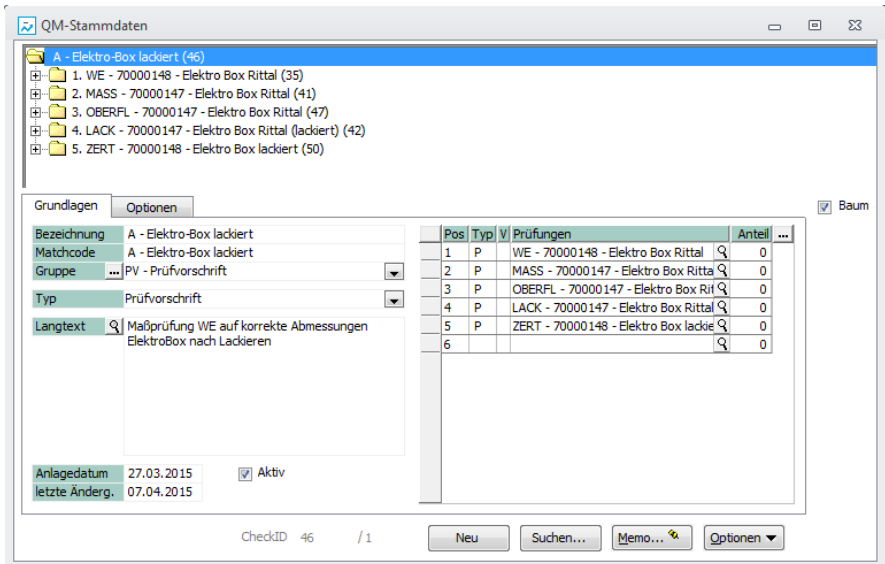 QM-Stammdaten
A - Elektro-Box lackiert (46)
1. WE - 70000148 - Elektro Box Rittal (35)
2. MASS - 70000147 - Elektro Box Rittal (41)
3. OBERFL - 70000147 - Elektro Box Rittal (47)
4. LACK - 70000147 - Elektro Box Rittal (lackiert) (42)
5. ZERT - 70000148 - Elektro Box lackiert (50)
Grundlagen Optionen
Baum
Bezeichnung A - Elektro-Box lackiert
Matchcode A - Elektro-Box lackiert
Gruppe ... PV - Prüfvorschrift
Typ Prüfvorschrift
Langtext Maßprüfung WE auf korrekte Abmessungen
ElektroBox nach Lackieren
Anlagedatum 27.03.2015 Aktiv
letzte Änderg. 07.04.2015
Pos Typ V Prüfungen Anteil ...
1 P WE - 70000148 - Elektro Box Rittal 0
2 P MASS - 70000147 - Elektro Box Ritta 0
3 P OBERFL - 70000147 - Elektro Box Rit 0
4 P LACK - 70000147 - Elektro Box Rittal 0
5 P ZERT - 70000148 - Elektro Box lackie 0
6 0
CheckID 46 / 1 Neu Suchen... Memo... Optionen